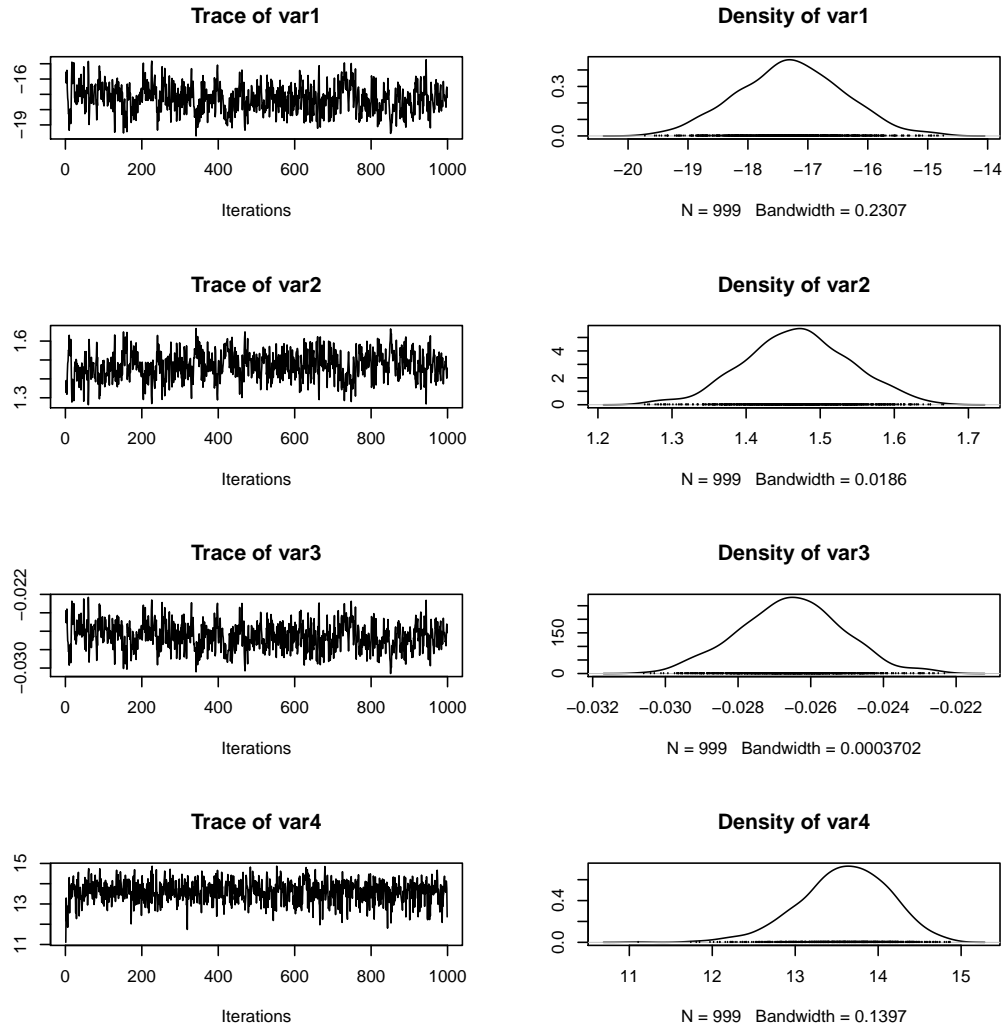 Trace of var1
−16
−19
0 200 400 600 800 1000
Iterations
Density of var1
0.3
0.0
−20 −19 −18 −17 −16 −15 −14
N = 999 Bandwidth = 0.2307
Trace of var2
1.6
1.3
0 200 400 600 800 1000
Iterations
Density of var2
4
2
0
1.2 1.3 1.4 1.5 1.6 1.7
N = 999 Bandwidth = 0.0186
Trace of var3
−0.022
−0.030
0 200 400 600 800 1000
Iterations
Density of var3
150
0
−0.032 −0.030 −0.028 −0.026 −0.024 −0.022
N = 999 Bandwidth = 0.0003702
Trace of var4
15
13
11
0 200 400 600 800 1000
Iterations
Density of var4
0.4
0.0
11 12 13 14 15
N = 999 Bandwidth = 0.1397